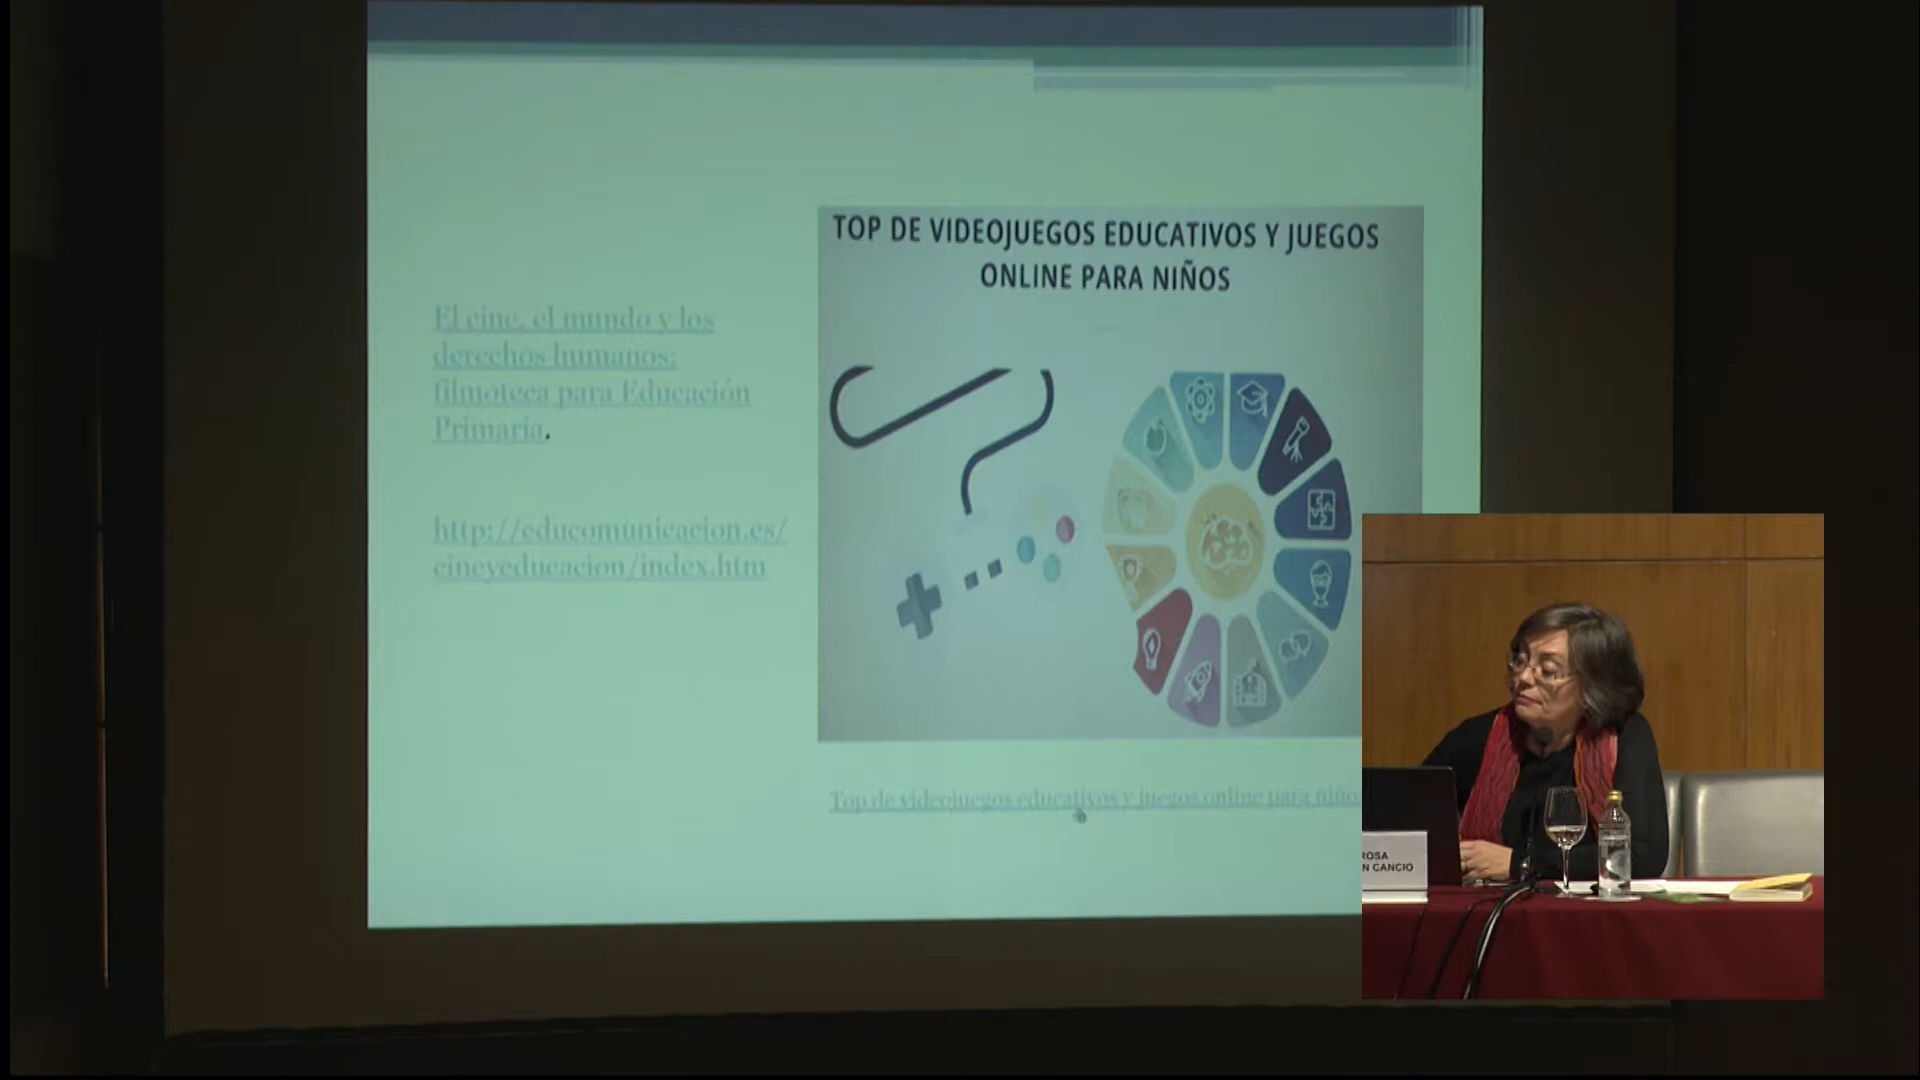 El cine, el mundo y los
derechos humanos:
filmoteca para Educación
Primaria.
http://educomunicacion.es/
cineyeducacion/index.htm
TOP DE VIDEOJUEGOS EDUCATIVOS Y JUEGOS
ONLINE PARA NIÑOS
Top de videojuegos educativos y juegos online para niño
ROSA
N CANCIO